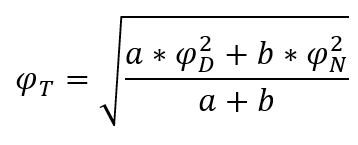 φ_T = √((a * φ_D^2 + b * φ_N^2)/(a + b))